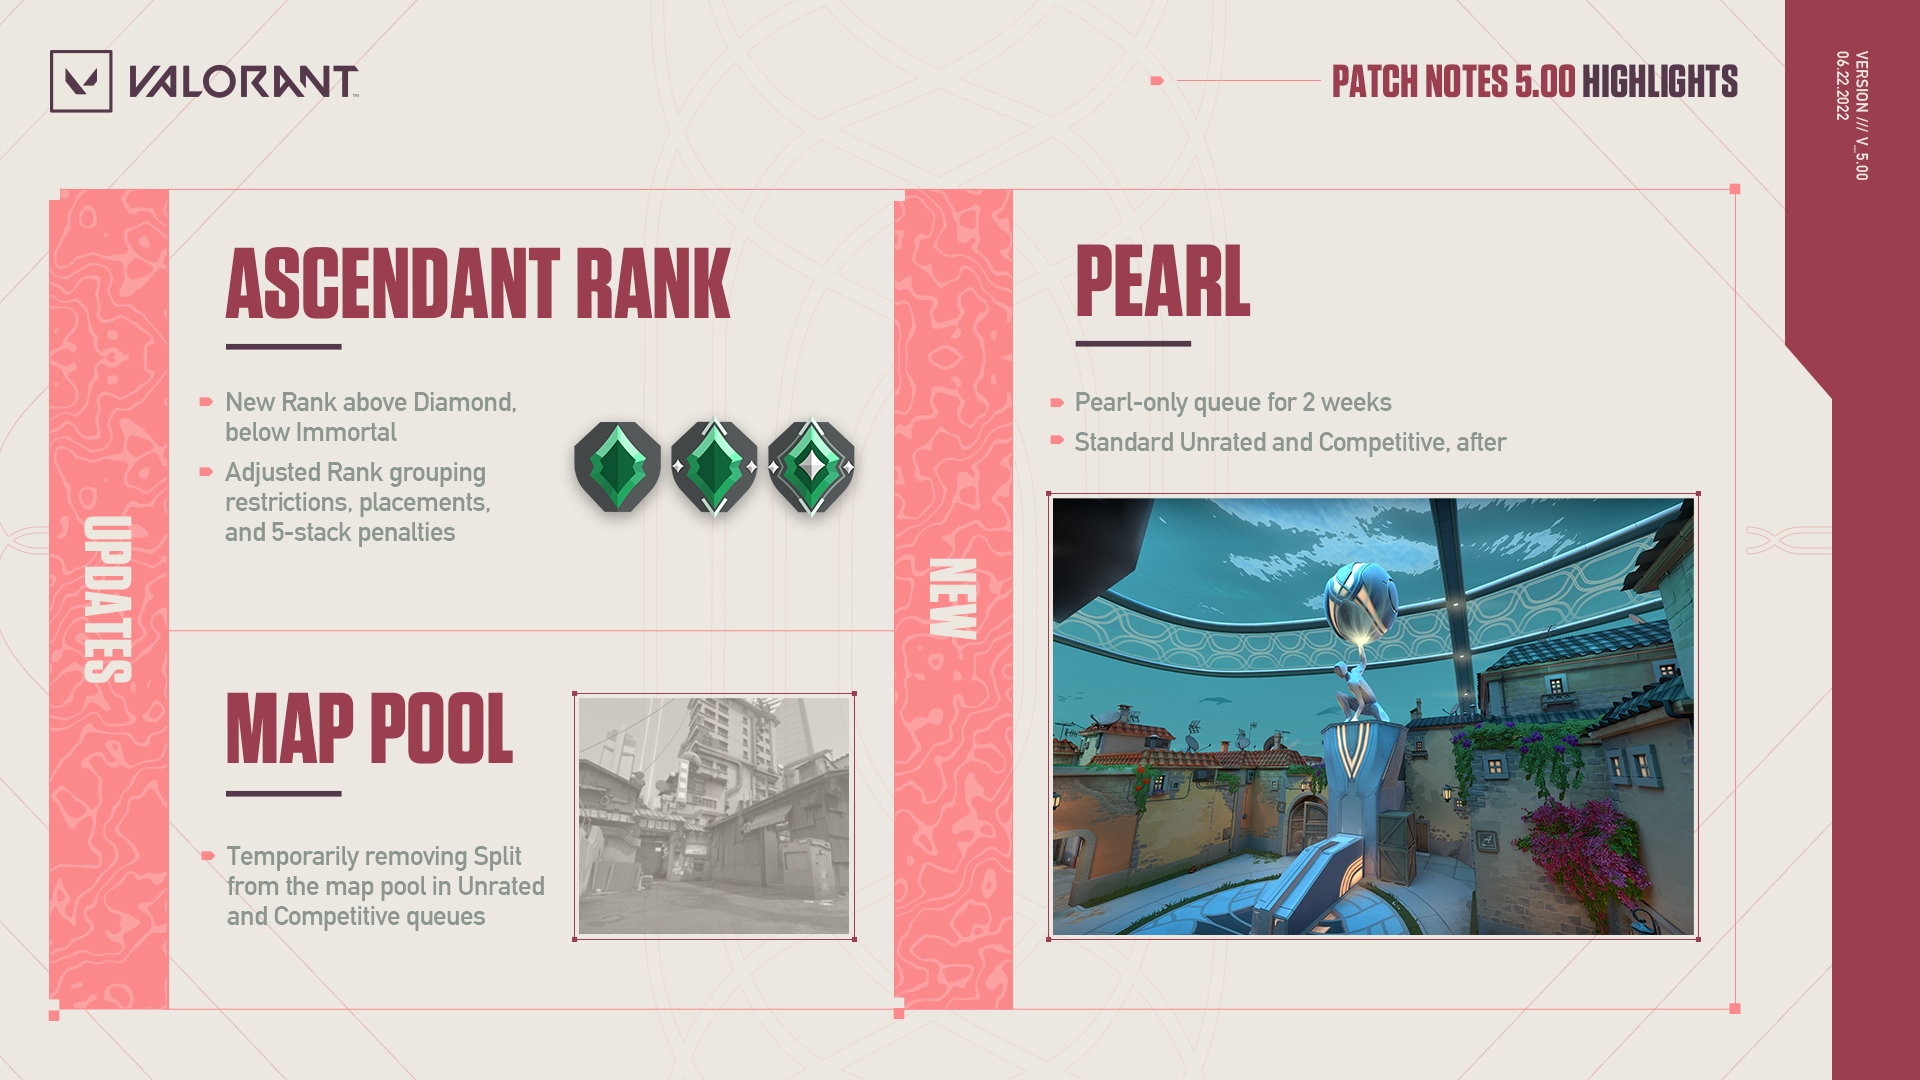 VALORANT™
PATCH NOTES 5.00 HIGHLIGHTS
VERSION /// V_5.00
06.22.2022
UPDATES
ASCENDANT RANK
New Rank above Diamond,
below Immortal
Adjusted Rank grouping
restrictions, placements,
and 5-stack penalties
MAP POOL
Temporarily removing Split
from the map pool in Unrated
and Competitive queues
NEW
PEARL
Pearl-only queue for 2 weeks
Standard Unrated and Competitive, after